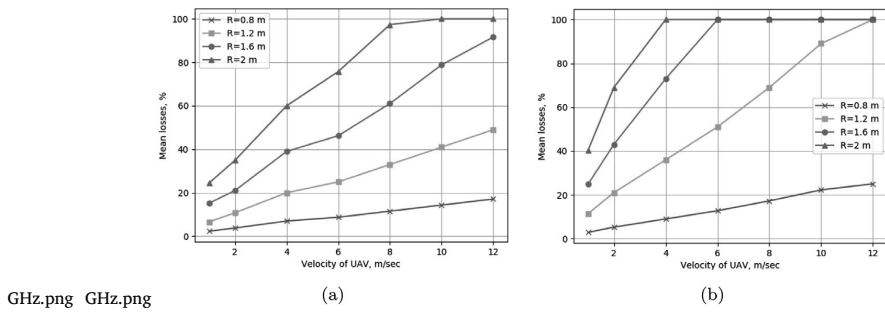 100
80
60
40
20
0
Mean losses, %
R=0.8 m
R=1.2 m
R=1.6 m
R=2 m
2 4 6 8 10 12
Velocity of UAV, m/sec
100
80
60
40
20
0
Mean losses, %
R=0.8 m
R=1.2 m
R=1.6 m
R=2 m
2 4 6 8 10 12
Velocity of UAV, m/sec
GHz.png GHz.png (a) (b)